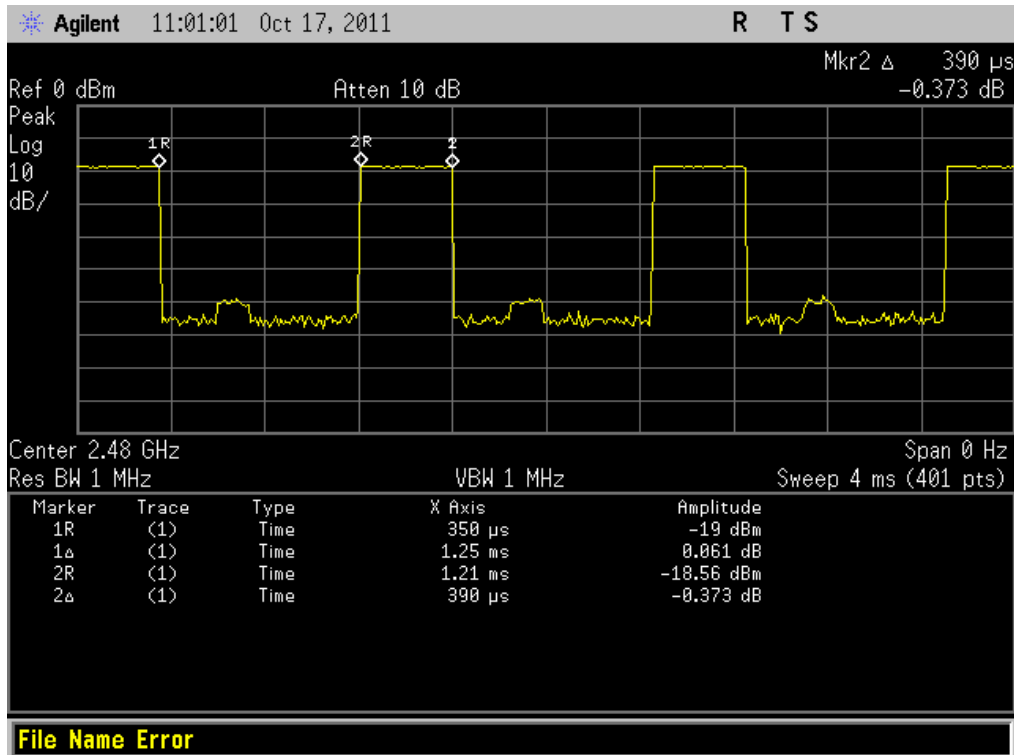 Agilent 11:01:01 Oct 17, 2011 R T S
Mkr2 Δ 390 µs
Ref 0 dBm Atten 10 dB -0.373 dB
Peak
Log
10
dB/
1R 2R 2
Center 2.48 GHz Span 0 Hz
Res BW 1 MHz VBW 1 MHz Sweep 4 ms (401 pts)
Marker Trace Type X Axis Amplitude
1R (1) Time 350 µs -19 dBm
1Δ (1) Time 1.25 ms 0.061 dB
2R (1) Time 1.21 ms -18.56 dBm
2Δ (1) Time 390 µs -0.373 dB
File Name Error